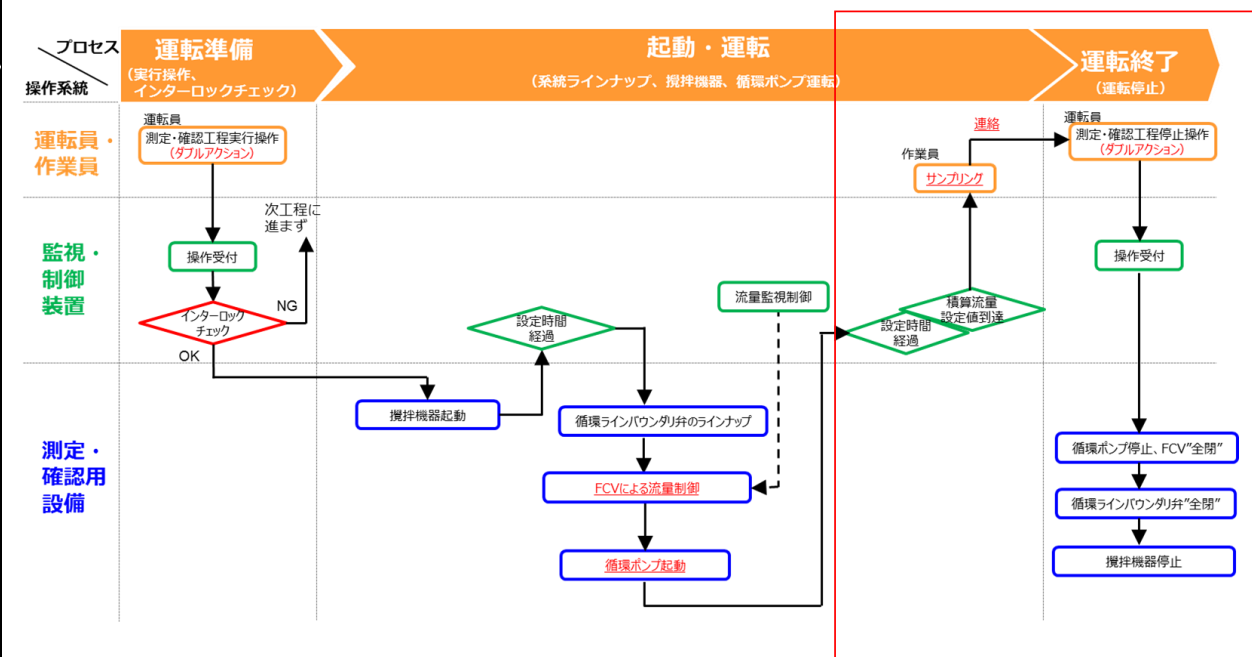 プロセス
操作系統
運転準備
(実行操作、
インターロックチェック)
起動・運転
(系統ラインナップ、攪拌機器、循環ポンプ運転)
運転終了
(運転停止)
運転員・
作業員
運転員
測定・確認工程実行操作
(ダブルアクション)
連絡
作業員
サンプリング
運転員
測定・確認工程停止操作
(ダブルアクション)
監視・
制御
装置
次工程に
進まず
操作受付
インターロック
チェック
NG
OK
設定時間
経過
流量監視制御
設定時間
経過
積算流量
設定値到達
操作受付
測定・
確認用
設備
攪拌機器起動
循環ラインバウンダリ弁のラインナップ
FCVによる流量制御
循環ポンプ起動
循環ポンプ停止、FCV”全閉”
循環ラインバウンダリ弁”全閉”
攪拌機器停止